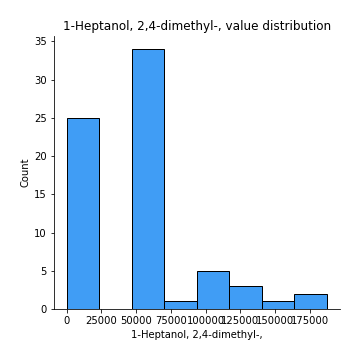 1-Heptanol, 2,4-dimethyl-, value distribution
35
30
25
20
15
10
5
0
Count
0 25000 50000 75000 100000 125000 150000 175000
1-Heptanol, 2,4-dimethyl-,